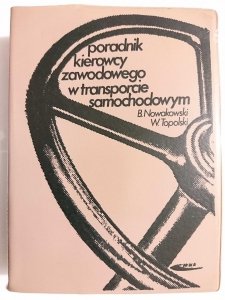 poradnik
kierowcy
zawodowego
w transporcie
samochodowym
B. Nowakowski
W. Topolski